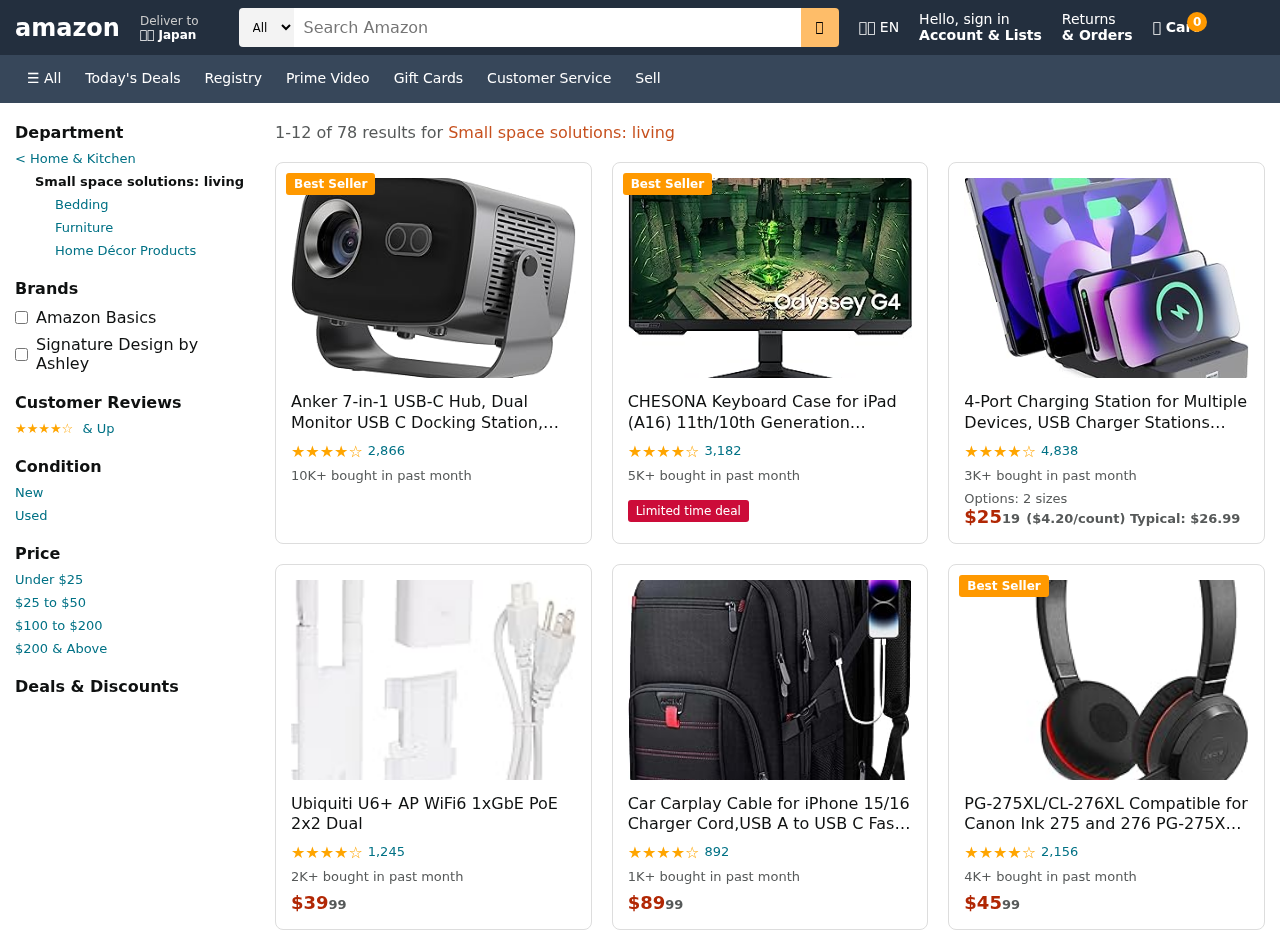 amazon
Deliver to
Japan
All
Search Amazon
EN
Hello, sign in
Account & Lists
Returns
& Orders
0
☰ All
Today's Deals
Registry
Prime Video
Gift Cards
Customer Service
Sell
Department
< Home & Kitchen
Small space solutions: living
Bedding
Furniture
Home Décor Products
Brands
Amazon Basics
Signature Design by
Ashley
Customer Reviews
★★★★☆ & Up
Condition
New
Used
Price
Under $25
$25 to $50
$100 to $200
$200 & Above
Deals & Discounts
1-12 of 78 results for Small space solutions: living
Best Seller
Anker 7-in-1 USB-C Hub, Dual
Monitor USB C Docking Station,…
★★★★☆ 2,866
10K+ bought in past month
Best Seller
Odyssey G4
CHESONA Keyboard Case for iPad
(A16) 11th/10th Generation…
★★★★☆ 3,182
5K+ bought in past month
Limited time deal
4-Port Charging Station for Multiple
Devices, USB Charger Stations…
★★★★☆ 4,838
3K+ bought in past month
Options: 2 sizes
$25 19 ($4.20/count) Typical: $26.99
Ubiquiti U6+ AP WiFi6 1xGbE PoE
2x2 Dual
★★★★☆ 1,245
2K+ bought in past month
$39 99
Car Carplay Cable for iPhone 15/16
Charger Cord,USB A to USB C Fas…
★★★★☆ 892
1K+ bought in past month
$89 99
Best Seller
PG-275XL/CL-276XL Compatible for
Canon Ink 275 and 276 PG-275X…
★★★★☆ 2,156
4K+ bought in past month
$45 99